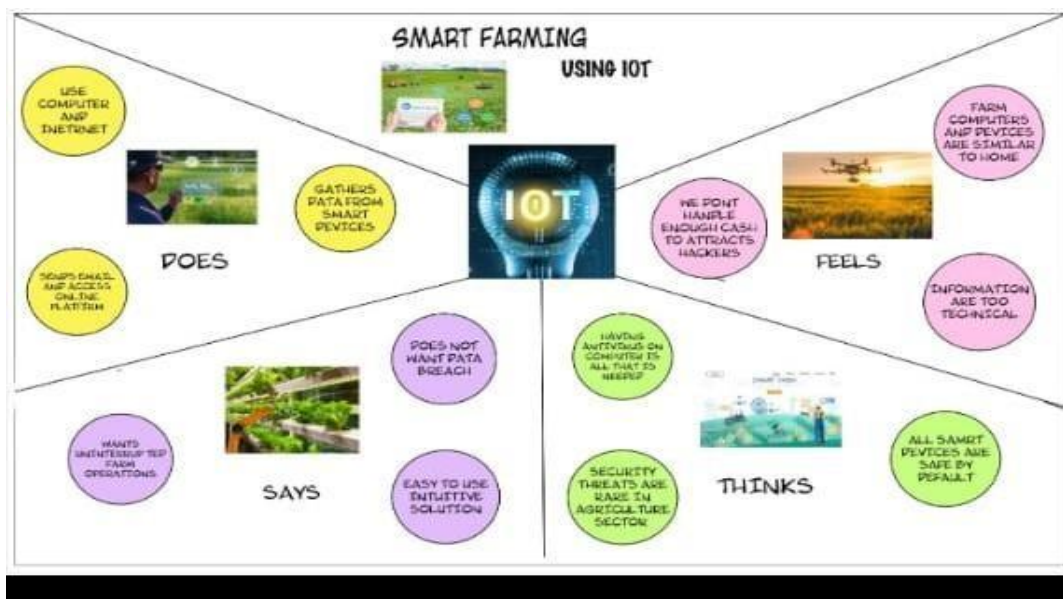 SMART FARMING
USING IOT
USE
COMPUTER
AND
INETRNET
GATHERS
DATA FROM
SMART
DEVICES
SENDS EMAIL
AND ACCESS
ONLINE
PLATFRM
DOES
IOT
FARM
COMPUTERS
AND DEVICES
ARE SIMILAR
TO HOME
WE DONT
HANDLE
ENOUGH CASH
TO ATTRACTS
HACKERS
INFORMATION
ARE TOO
TECHNICAL
FEELS
DOES NOT
WANT DATA
BREACH
WANTS
UNINTERRUPTED
FARM
OPERATIONS
EASY TO USE
INTUITIVE
SOLUTION
SAYS
HAVING
ANTIVIRUS ON
COMPUTER IS
ALL THAT IS
NEEDED
SECURITY
THREATS ARE
RARE IN
AGRICULTURE
SECTOR
ALL SAMRT
DEVICES ARE
SAFE BY
DEFAULT
THINKS